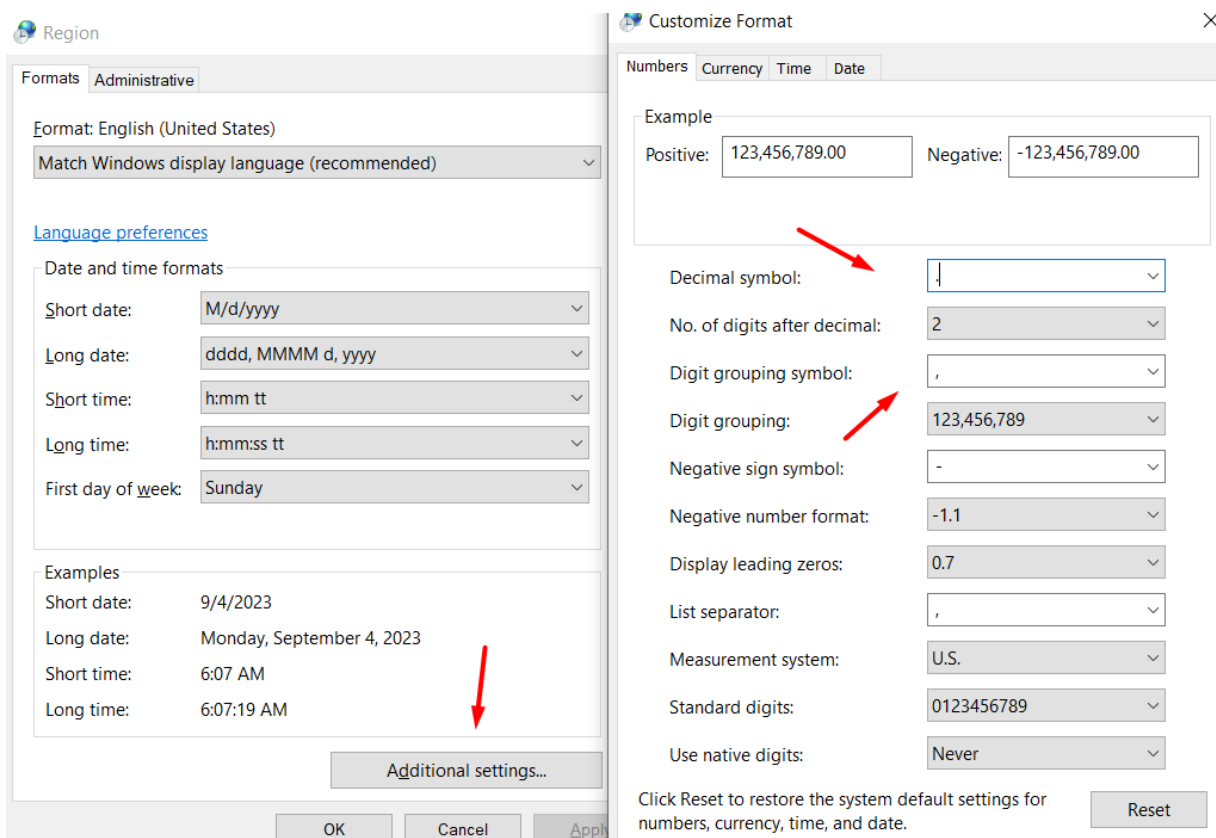 Region
Formats
Administrative
Format: English (United States)
Match Windows display language (recommended)
Language preferences
Date and time formats
Short date:
M/d/yyyy
Long date:
dddd, MMMM d, yyyy
Short time:
h:mm tt
Long time:
h:mm:ss tt
First day of week:
Sunday
Examples
Short date:
9/4/2023
Long date:
Monday, September 4, 2023
Short time:
6:07 AM
Long time:
6:07:19 AM
Additional settings...
OK
Cancel
Apply
Customize Format
Numbers
Currency
Time
Date
Example
Positive:
123,456,789.00
Negative:
-123,456,789.00
Decimal symbol:
.
No. of digits after decimal:
2
Digit grouping symbol:
,
Digit grouping:
123,456,789
Negative sign symbol:
-
Negative number format:
-1.1
Display leading zeros:
0.7
List separator:
,
Measurement system:
U.S.
Standard digits:
0123456789
Use native digits:
Never
Click Reset to restore the system default settings for
numbers, currency, time, and date.
Reset